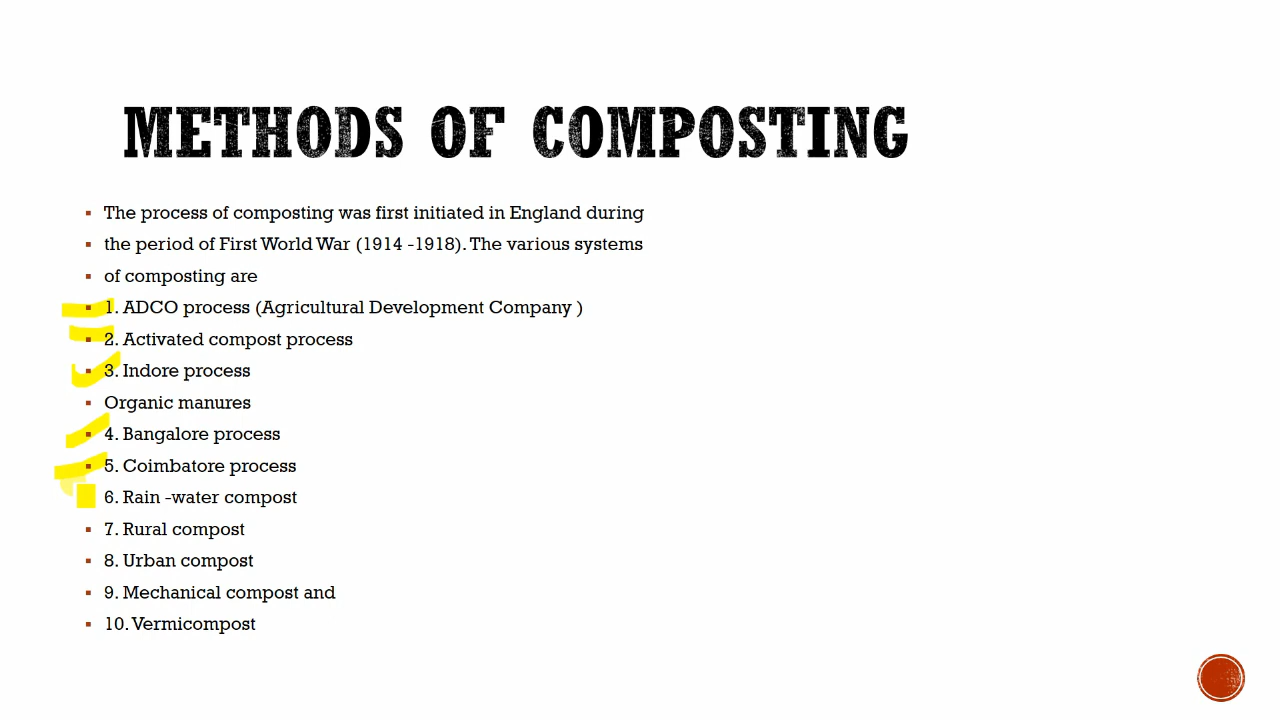 METHODS OF COMPOSTING
The process of composting was first initiated in England during
the period of First World War (1914 -1918). The various systems
of composting are
1. ADCO process (Agricultural Development Company )
2. Activated compost process
3. Indore process
Organic manures
4. Bangalore process
5. Coimbatore process
6. Rain -water compost
7. Rural compost
8. Urban compost
9. Mechanical compost and
10. Vermicompost